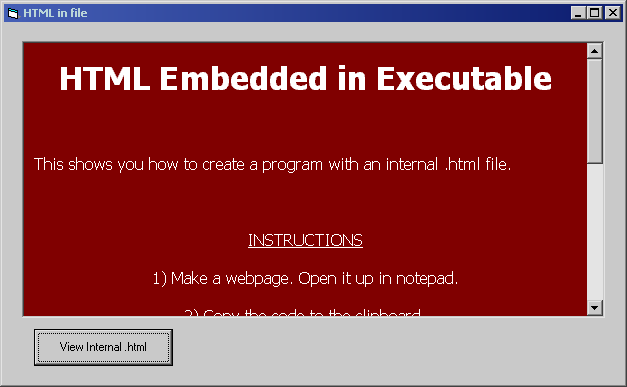 HTML in file
HTML Embedded in Executable
This shows you how to create a program with an internal .html file.
INSTRUCTIONS
1) Make a webpage. Open it up in notepad.
2) Copy the code to the clipboard
View Internal .html